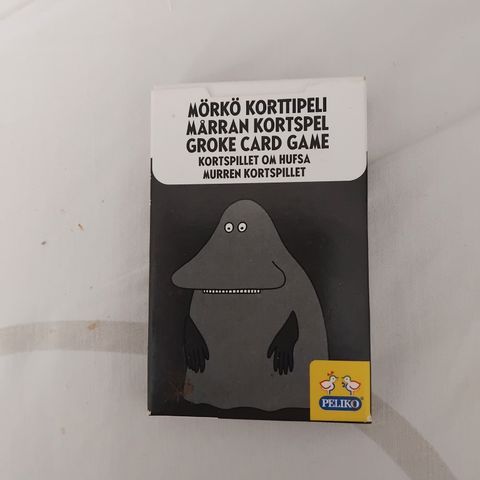 MÖRKÖ KORTTIPELI
MÅRRAN KORTSPEL
GROKE CARD GAME
KORTSPILLET OM HUFSA
MURREN KORTSPILLET
PELIKO